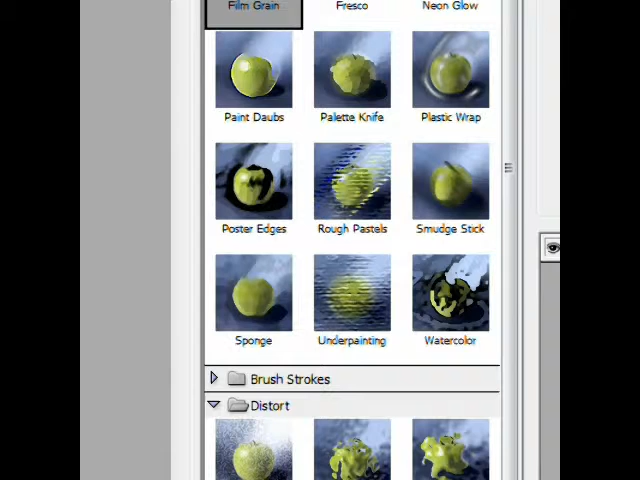 Film Grain Fresco Neon Glow
Paint Daubs Palette Knife Plastic Wrap
Poster Edges Rough Pastels Smudge Stick
Sponge Underpainting Watercolor
Brush Strokes
Distort